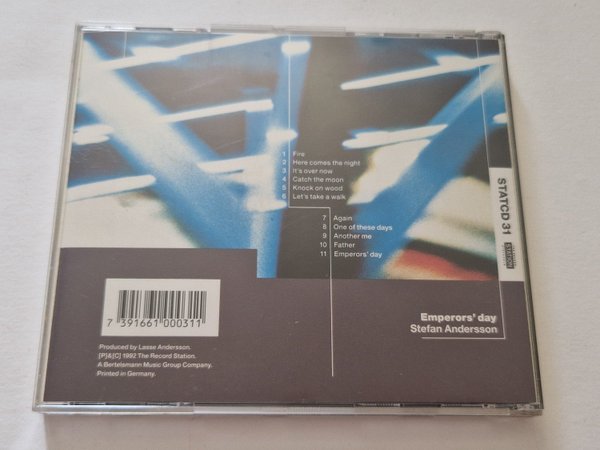 1 Fire
2 Here comes the night
3 It's over now
4 Catch the moon
5 Knock on wood
6 Let's take a walk
7 Again
8 One of these days
9 Another me
10 Father
11 Emperors' day
STATCD 31
STATION
Emperors' day
Stefan Andersson
7 391661 000311
Produced by Lasse Andersson.
[P]&[C] 1992 The Record Station.
A Bertelsmann Music Group Company.
Printed in Germany.